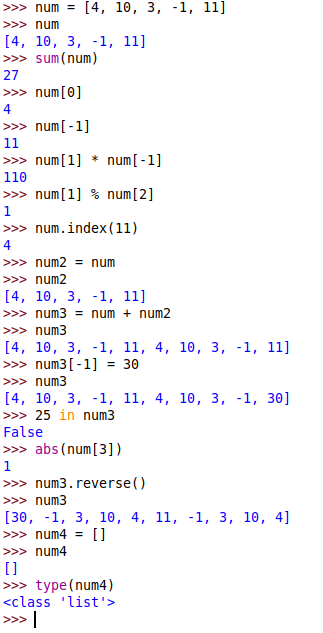 >>> num = [4, 10, 3, -1, 11]
>>> num
[4, 10, 3, -1, 11]
>>> sum(num)
27
>>> num[0]
4
>>> num[-1]
11
>>> num[1] * num[-1]
110
>>> num[1] % num[2]
1
>>> num.index(11)
4
>>> num2 = num
>>> num2
[4, 10, 3, -1, 11]
>>> num3 = num + num2
>>> num3
[4, 10, 3, -1, 11, 4, 10, 3, -1, 11]
>>> num3[-1] = 30
>>> num3
[4, 10, 3, -1, 11, 4, 10, 3, -1, 30]
>>> 25 in num3
False
>>> abs(num[3])
1
>>> num3.reverse()
>>> num3
[30, -1, 3, 10, 4, 11, -1, 3, 10, 4]
>>> num4 = []
>>> num4
[]
>>> type(num4)
<class 'list'>
>>>